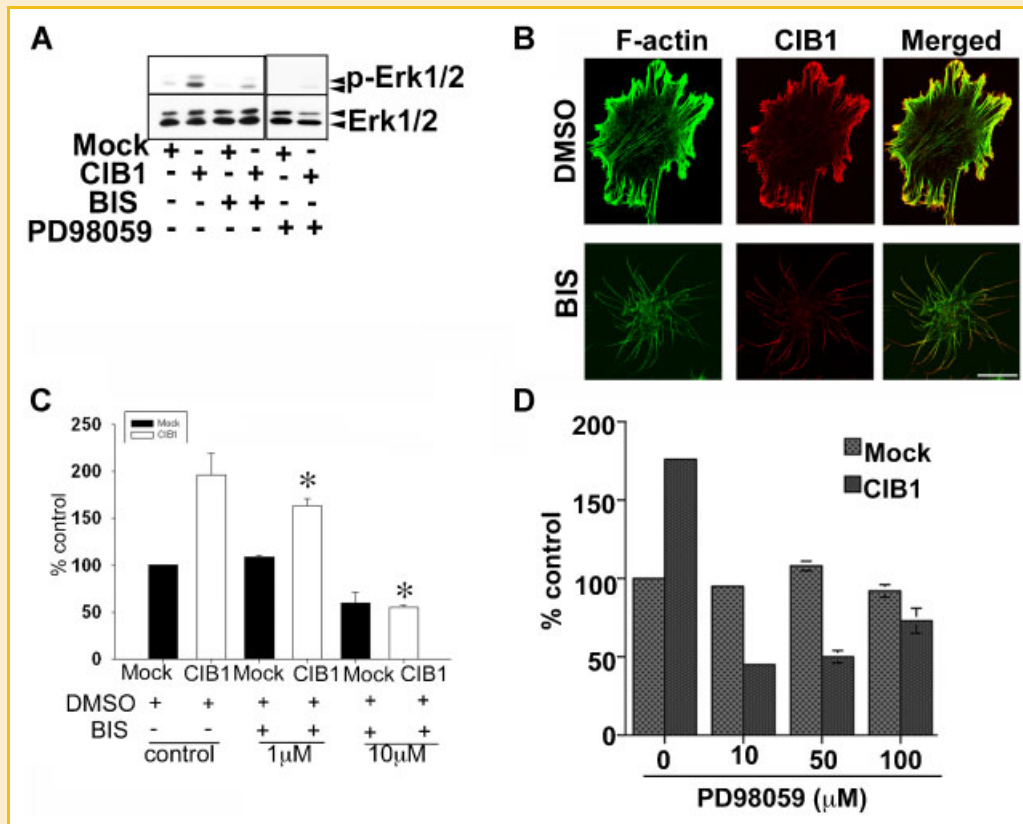 A
p-Erk1/2
Erk1/2
Mock + - + - + -
CIB1 - + - + - +
BIS - - + + - -
PD98059 - - - - + +
B
F-actin CIB1 Merged
DMSO
BIS
C
Mock
CIB1
% control
250
200
150
100
50
0
* *
Mock CIB1 Mock CIB1 Mock CIB1
DMSO + + + + + +
BIS - - + + + +
control 1μM 10μM
D
Mock
CIB1
% control
200
150
100
50
0
0 10 50 100
PD98059 (μM)